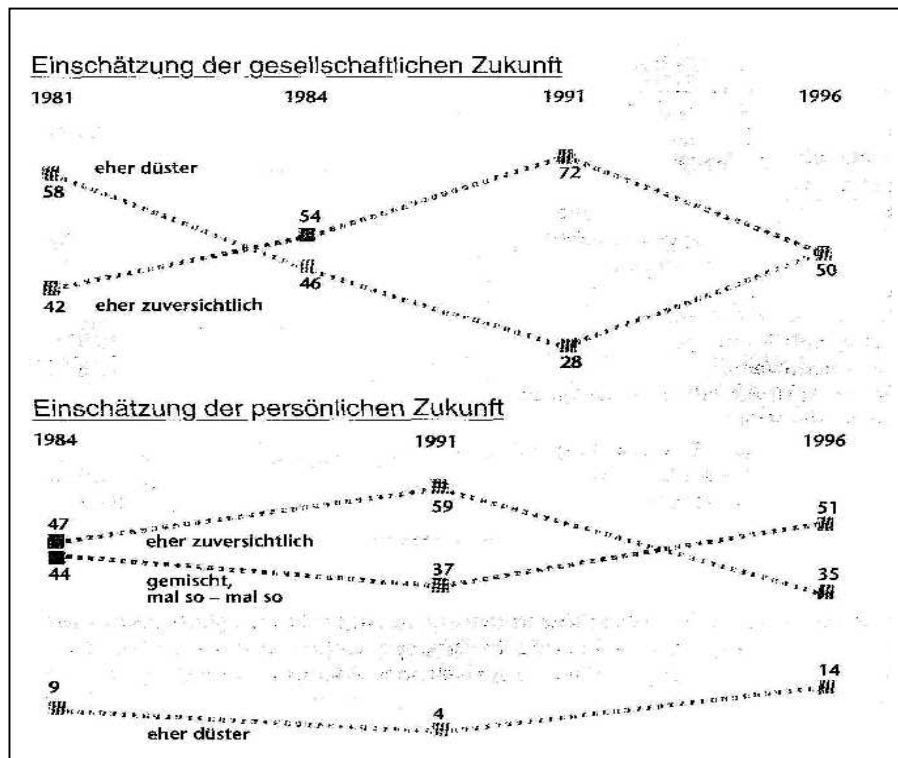 Einschätzung der gesellschaftlichen Zukunft
1981 1984 1991 1996
eher düster
58
54
72
46
50
42
eher zuversichtlich
28
Einschätzung der persönlichen Zukunft
1984 1991 1996
47
59
51
eher zuversichtlich
44
gemischt,
mal so – mal so
37
35
9
4
14
eher düster